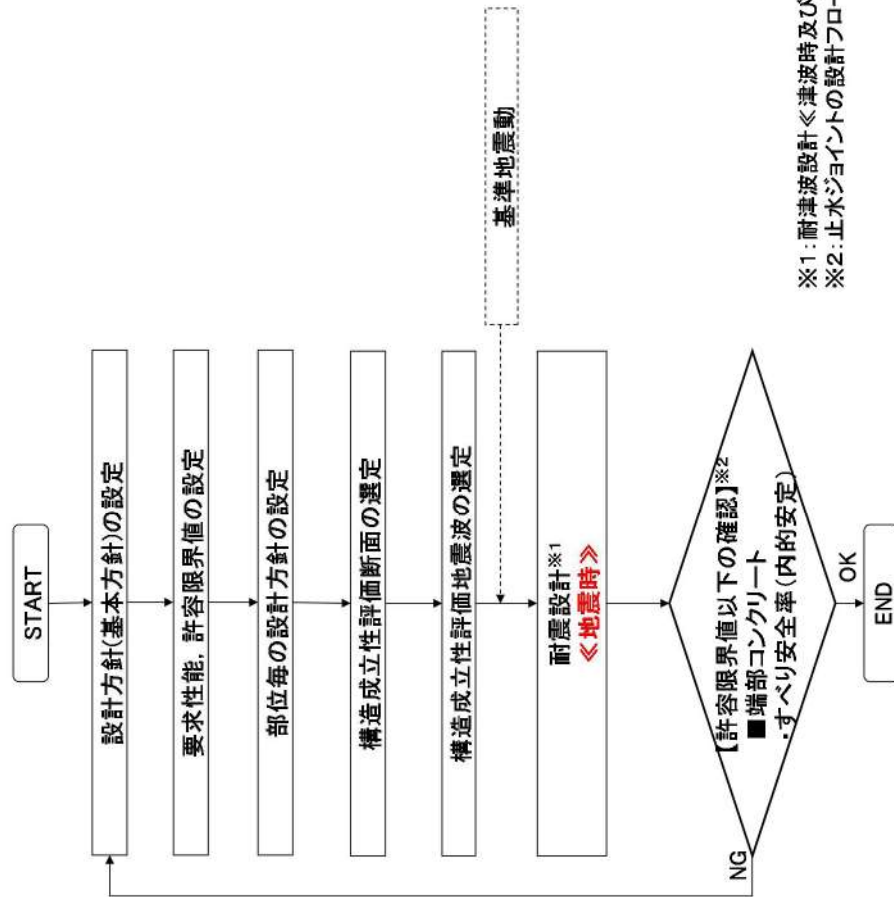 START
設計方針(基本方針)の設定
要求性能，許容限界値の設定
部位毎の設計方針の設定
構造成立性評価断面の選定
構造成立性評価地震波の選定
基準地震動
耐震設計※1
≪地震時≫
【許容限界値以下の確認】※2
■端部コンクリート
・すべり安全率(内的安定)
NG
OK
END
※1：耐津波設計≪津波時及び
※2：止水ジョイントの設計フロー